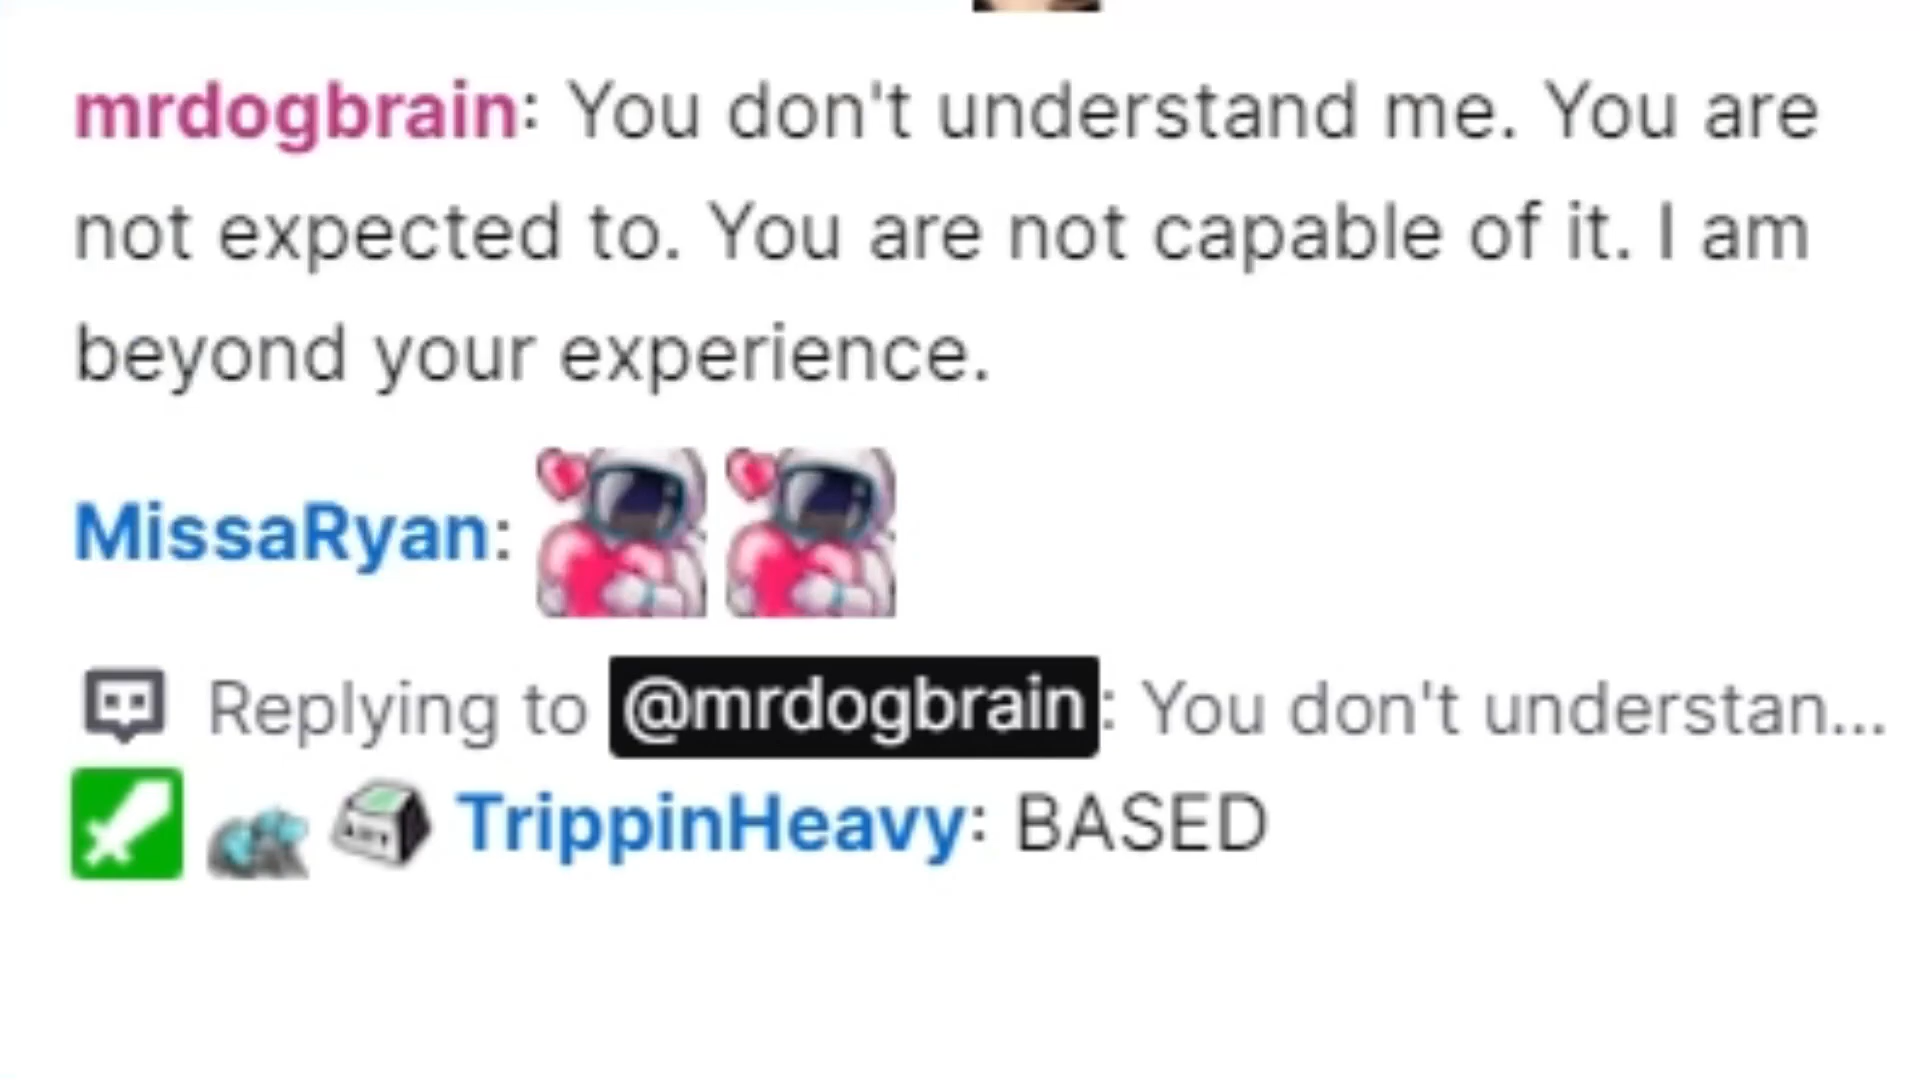 mrdogbrain: You don't understand me. You are
not expected to. You are not capable of it. I am
beyond your experience.
MissaRyan:
Replying to @mrdogbrain: You don't understan...
TrippinHeavy: BASED